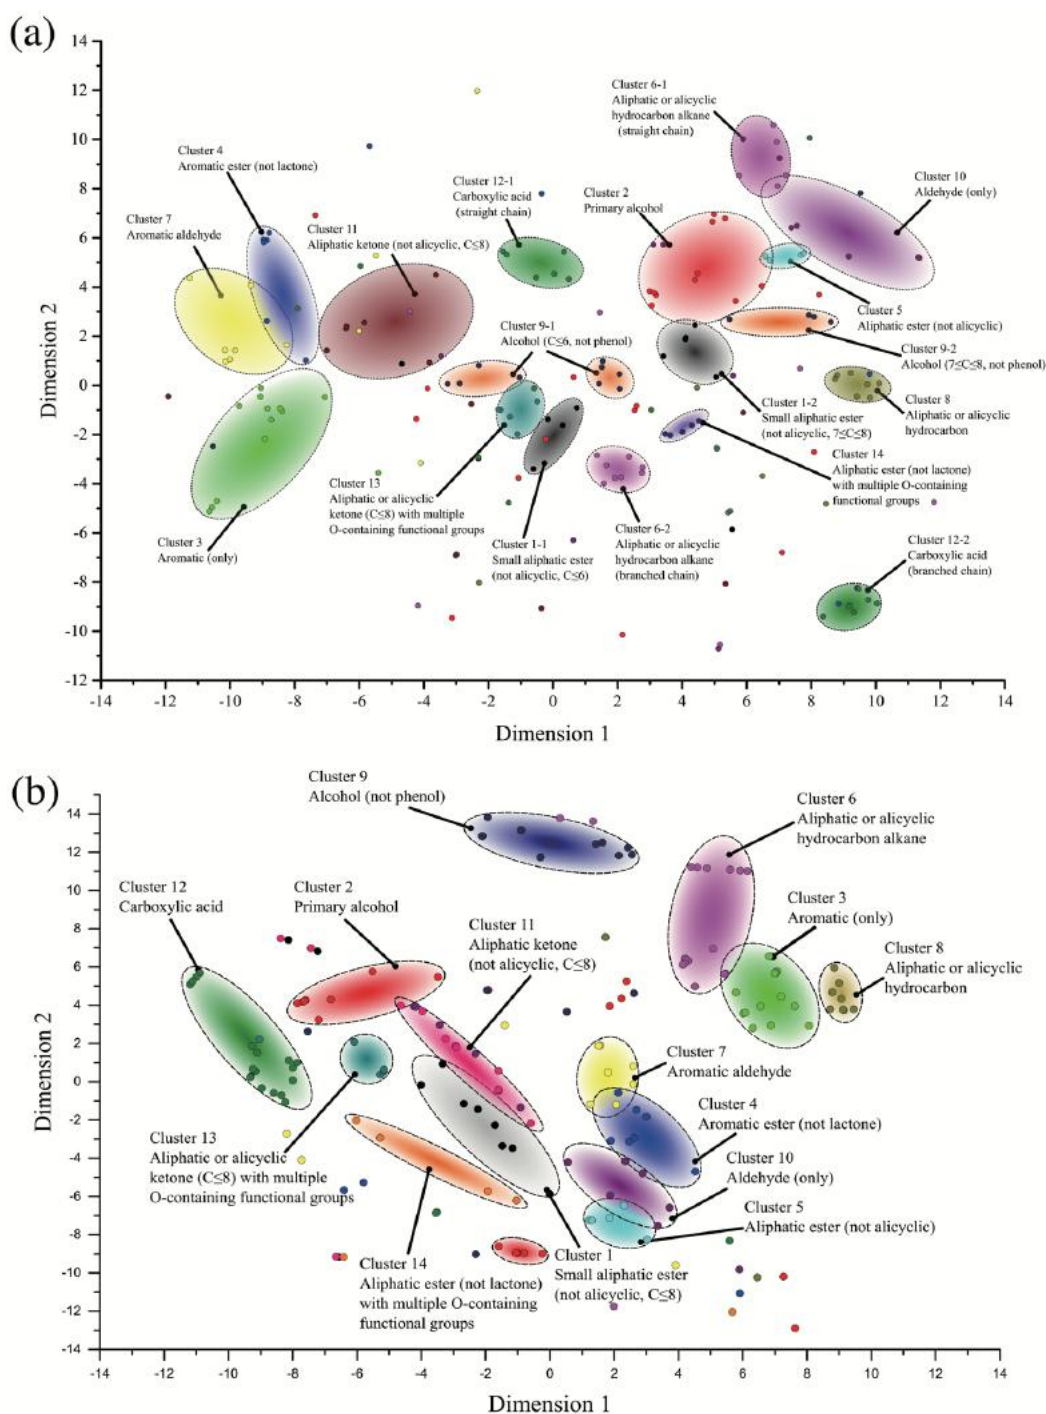 (a)
14
12
10
8
6
4
2
0
-2
-4
-6
-8
-10
-12
Dimension 2
-14
-12
-10
-8
-6
-4
-2
0
2
4
6
8
10
12
14
Dimension 1
Cluster 4
Aromatic ester (not lactone)
Cluster 7
Aromatic aldehyde
Cluster 11
Aliphatic ketone (not alicyclic, C≤8)
Cluster 12-1
Carboxylic acid
(straight chain)
Cluster 6-1
Aliphatic or alicyclic
hydrocarbon alkane
(straight chain)
Cluster 2
Primary alcohol
Cluster 10
Aldehyde (only)
Cluster 5
Aliphatic ester (not alicyclic)
Cluster 9-1
Alcohol (C≤6, not phenol)
Cluster 9-2
Alcohol (7≤C≤8, not phenol)
Cluster 1-2
Small aliphatic ester
(not alicyclic, 7≤C≤8)
Cluster 8
Aliphatic or alicyclic
hydrocarbon
Cluster 14
Aliphatic ester (not lactone)
with multiple O-containing
functional groups
Cluster 13
Aliphatic or alicyclic
ketone (C≤8) with multiple
O-containing functional groups
Cluster 3
Aromatic (only)
Cluster 1-1
Small aliphatic ester
(not alicyclic, C≤6)
Cluster 6-2
Aliphatic or alicyclic
hydrocarbon alkane
(branched chain)
Cluster 12-2
Carboxylic acid
(branched chain)
(b)
14
12
10
8
6
4
2
0
-2
-4
-6
-8
-10
-12
-14
Dimension 2
-14
-12
-10
-8
-6
-4
-2
0
2
4
6
8
10
12
14
Dimension 1
Cluster 9
Alcohol (not phenol)
Cluster 6
Aliphatic or alicyclic
hydrocarbon alkane
Cluster 12
Carboxylic acid
Cluster 2
Primary alcohol
Cluster 11
Aliphatic ketone
(not alicyclic, C≤8)
Cluster 3
Aromatic (only)
Cluster 8
Aliphatic or alicyclic
hydrocarbon
Cluster 7
Aromatic aldehyde
Cluster 4
Aromatic ester (not lactone)
Cluster 13
Aliphatic or alicyclic
ketone (C≤8) with multiple
O-containing functional groups
Cluster 10
Aldehyde (only)
Cluster 5
Aliphatic ester (not alicyclic)
Cluster 14
Aliphatic ester (not lactone)
with multiple O-containing
functional groups
Cluster 1
Small aliphatic ester
(not alicyclic, C≤8)